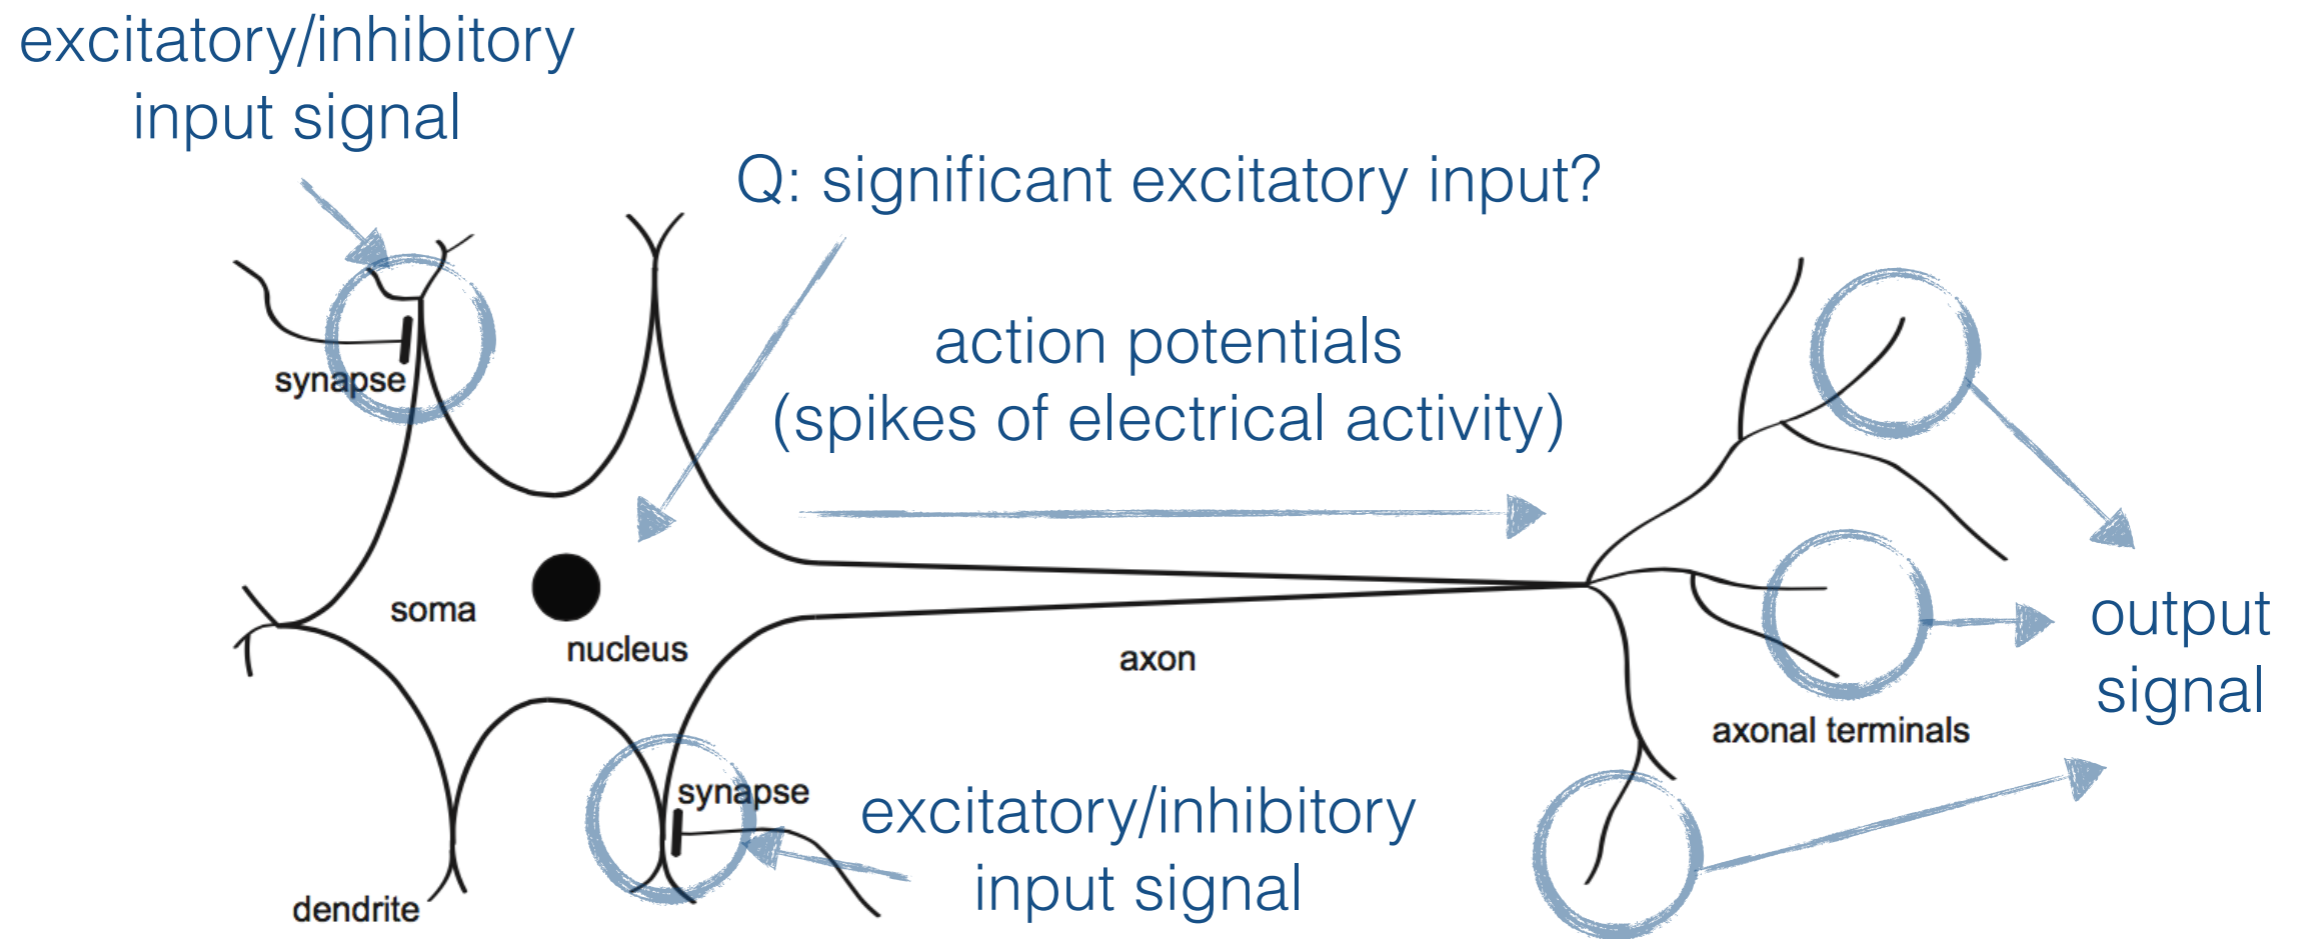 excitatory/inhibitory
input signal
Q: significant excitatory input?
action potentials
(spikes of electrical activity)
synapse
soma
nucleus
axon
output
signal
axonal terminals
synapse
excitatory/inhibitory
input signal
dendrite